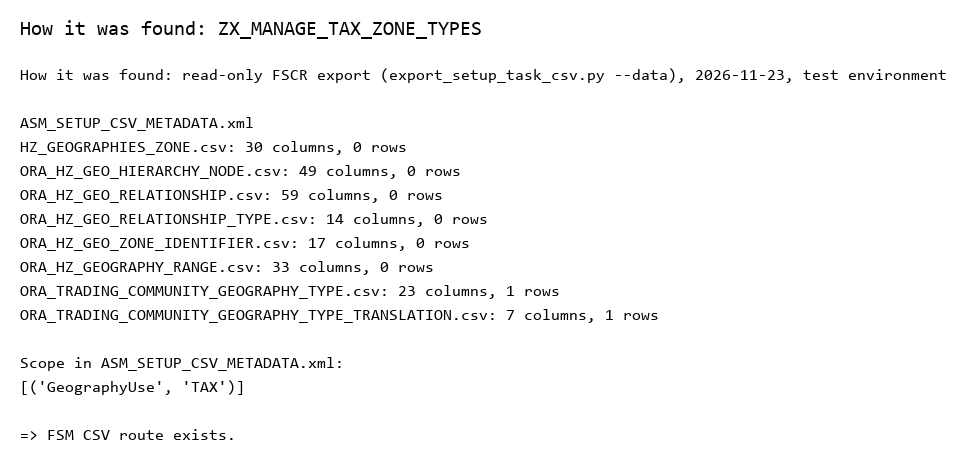 How it was found: ZX_MANAGE_TAX_ZONE_TYPES
How it was found: read-only FSCR export (export_setup_task_csv.py --data), 2026-11-23, test environment
ASM_SETUP_CSV_METADATA.xml
HZ_GEOGRAPHIES_ZONE.csv: 30 columns, 0 rows
ORA_HZ_GEO_HIERARCHY_NODE.csv: 49 columns, 0 rows
ORA_HZ_GEO_RELATIONSHIP.csv: 59 columns, 0 rows
ORA_HZ_GEO_RELATIONSHIP_TYPE.csv: 14 columns, 0 rows
ORA_HZ_GEO_ZONE_IDENTIFIER.csv: 17 columns, 0 rows
ORA_HZ_GEOGRAPHY_RANGE.csv: 33 columns, 0 rows
ORA_TRADING_COMMUNITY_GEOGRAPHY_TYPE.csv: 23 columns, 1 rows
ORA_TRADING_COMMUNITY_GEOGRAPHY_TYPE_TRANSLATION.csv: 7 columns, 1 rows
Scope in ASM_SETUP_CSV_METADATA.xml:
[('GeographyUse', 'TAX')]
=> FSM CSV route exists.